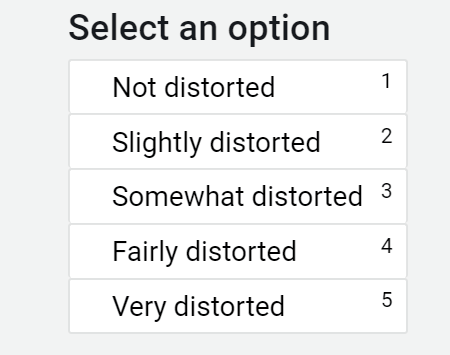 Select an option
Not distorted 1
Slightly distorted 2
Somewhat distorted 3
Fairly distorted 4
Very distorted 5